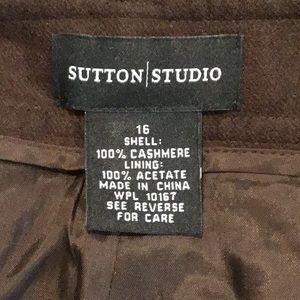 SUTTON|STUDIO
16
SHELL:
100% CASHMERE
LINING:
100% ACETATE
MADE IN CHINA
WPL 10167
SEE REVERSE
FOR CARE